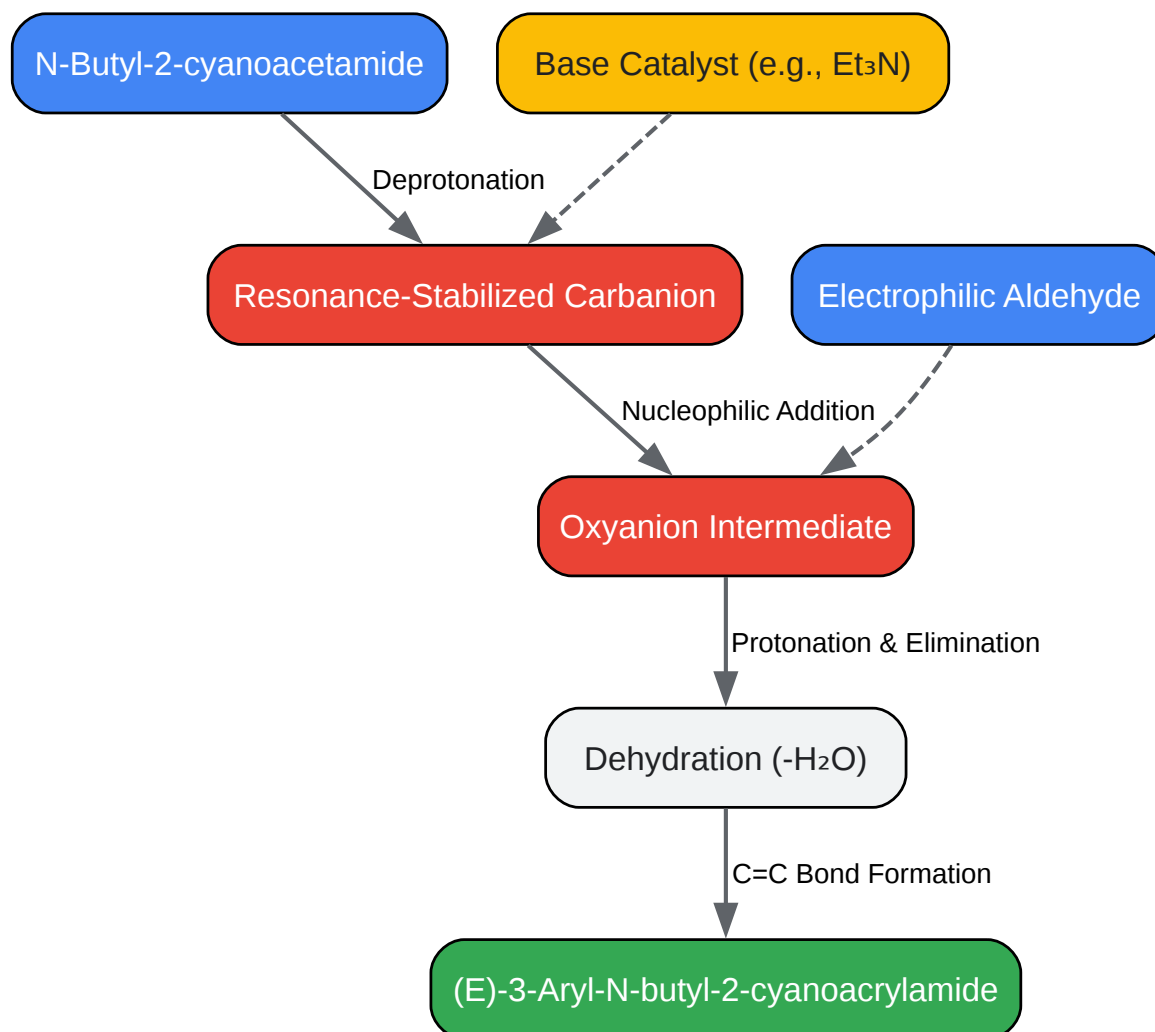 N-Butyl-2-cyanoacetamide
Base Catalyst (e.g., Et₃N)
Deprotonation
Resonance-Stabilized Carbanion
Electrophilic Aldehyde
Nucleophilic Addition
Oxyanion Intermediate
Protonation & Elimination
Dehydration (-H₂O)
C=C Bond Formation
(E)-3-Aryl-N-butyl-2-cyanoacrylamide